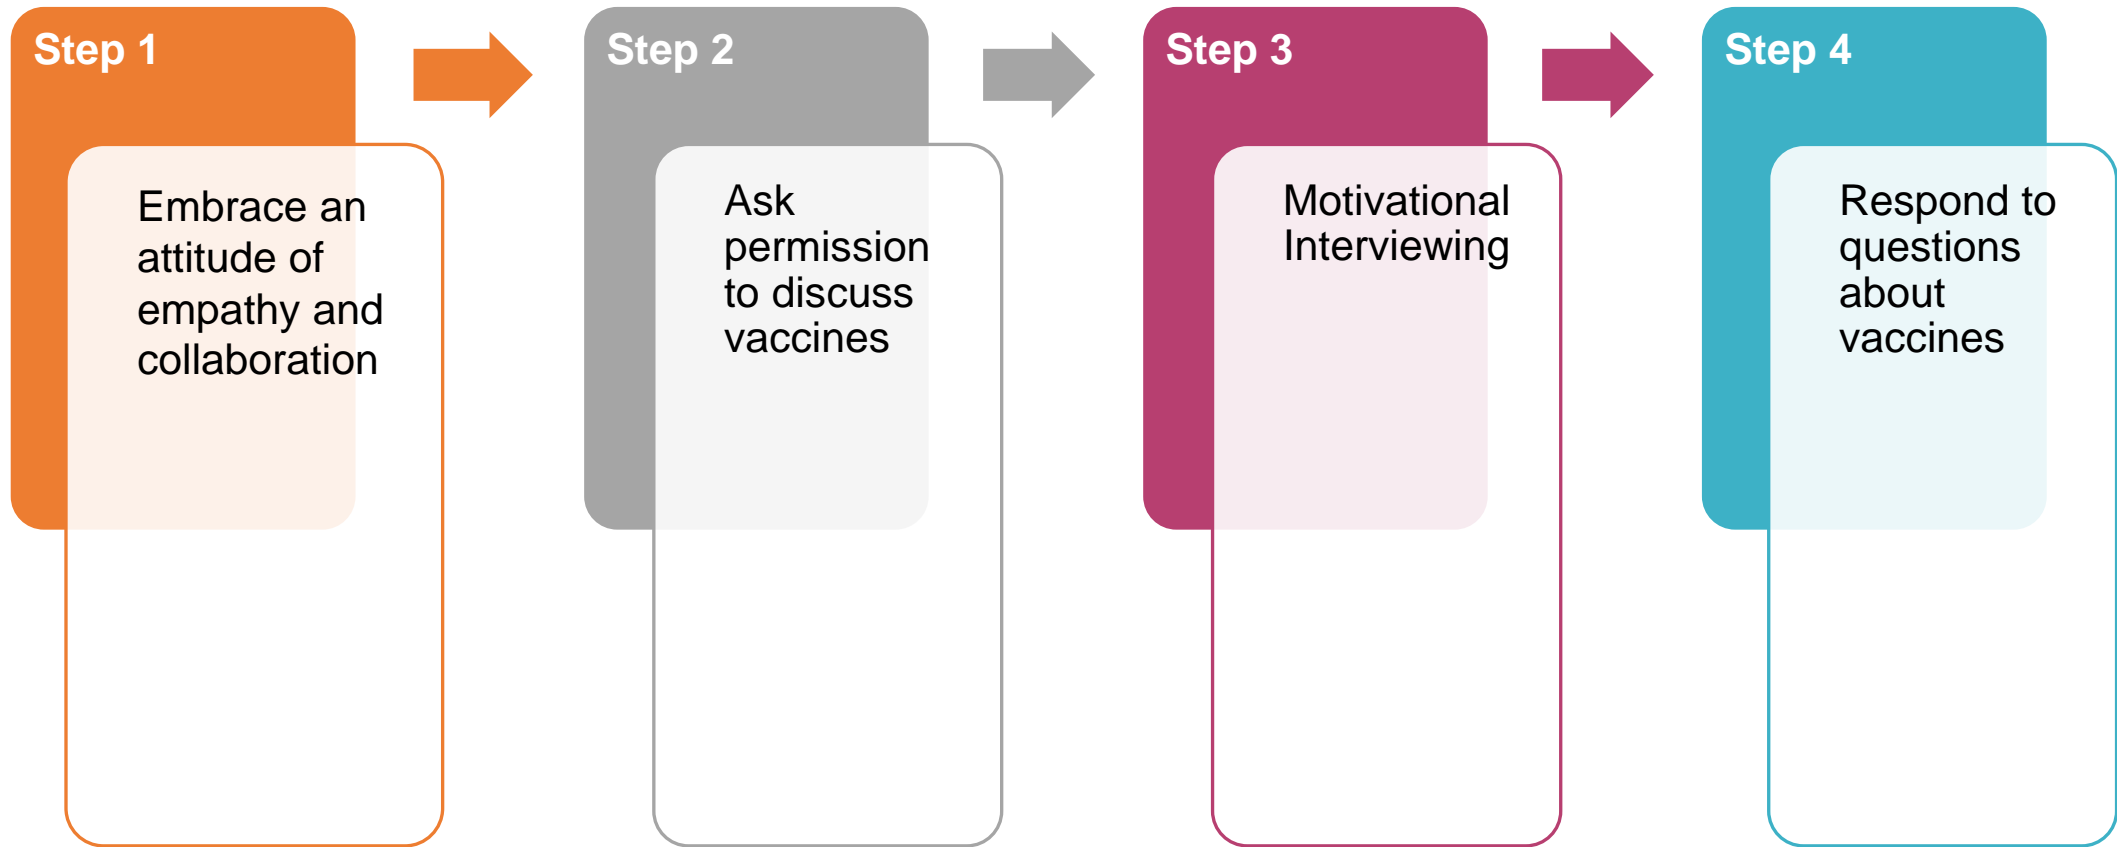 Step 1
Embrace an
attitude of
empathy and
collaboration
Step 2
Ask
permission
to discuss
vaccines
Step 3
Motivational
Interviewing
Step 4
Respond to
questions
about
vaccines